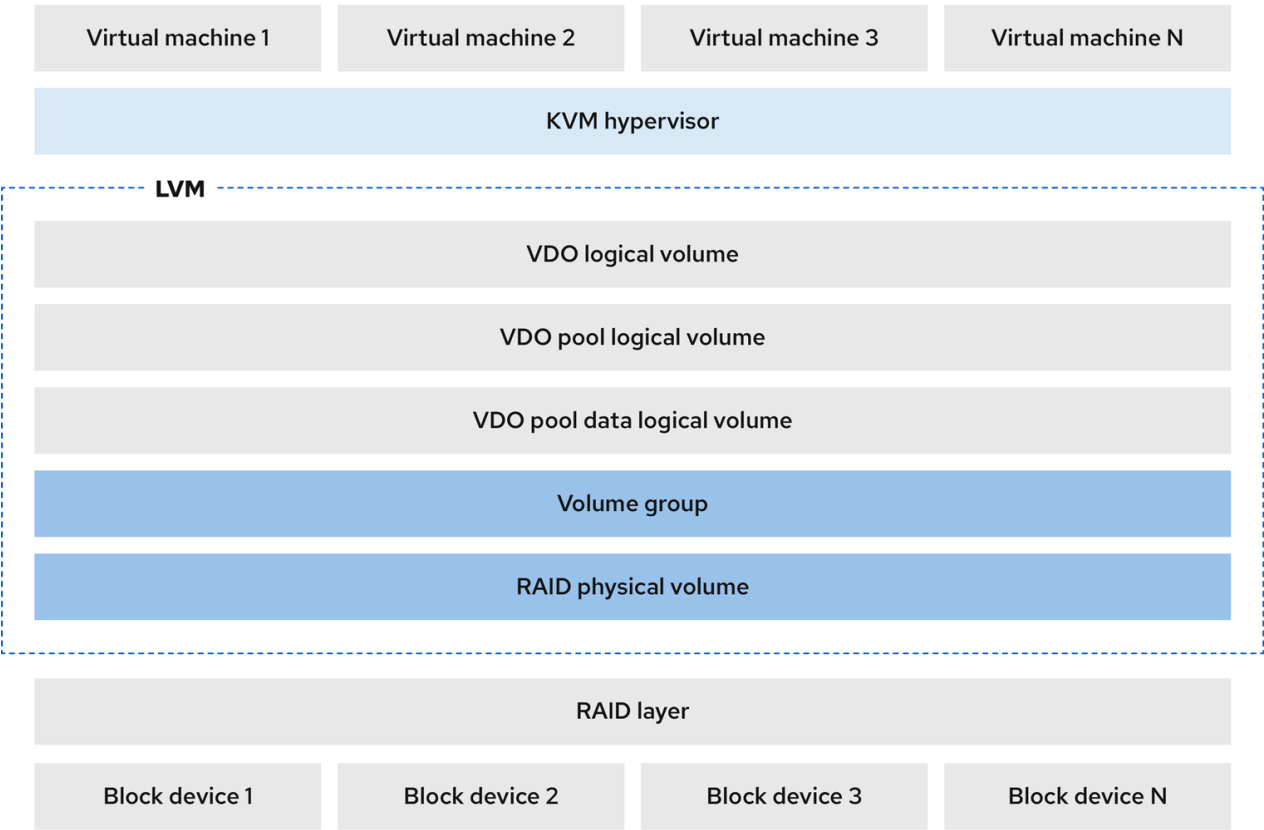 Virtual machine 1
Virtual machine 2
Virtual machine 3
Virtual machine N
KVM hypervisor
LVM
VDO logical volume
VDO pool logical volume
VDO pool data logical volume
Volume group
RAID physical volume
RAID layer
Block device 1
Block device 2
Block device 3
Block device N